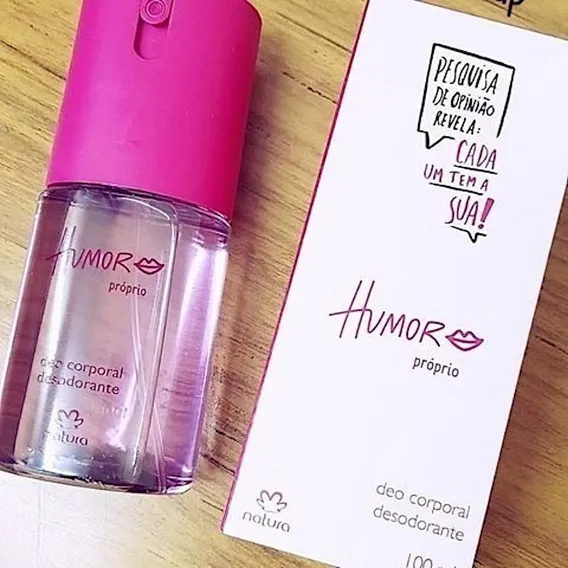 HUMOR
próprio
deo corporal
desodorante
natura
PESQUISA
DE OPINIÃO
REVELA:
CADA
UM TEM A
SUA!
HUMOR
próprio
deo corporal
desodorante
natura
100